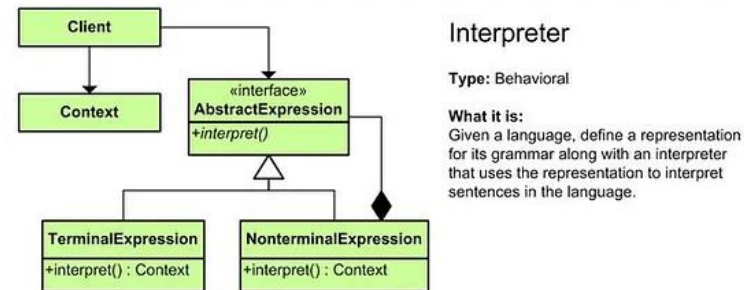 Client
Context
«interface»
AbstractExpression
+interpret()
TerminalExpression
+interpret() : Context
NonterminalExpression
+interpret() : Context
Interpreter
Type: Behavioral
What it is:
Given a language, define a representation
for its grammar along with an interpreter
that uses the representation to interpret
sentences in the language.